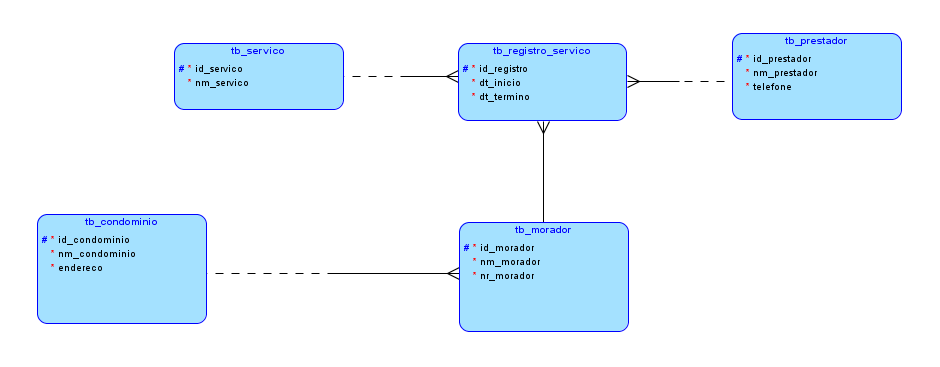 tb_servico
# * id_servico
* nm_servico
tb_registro_servico
# * id_registro
* dt_inicio
* dt_termino
tb_prestador
# * id_prestador
* nm_prestador
* telefone
tb_condominio
# * id_condominio
* nm_condominio
* endereco
tb_morador
# * id_morador
* nm_morador
* nr_morador